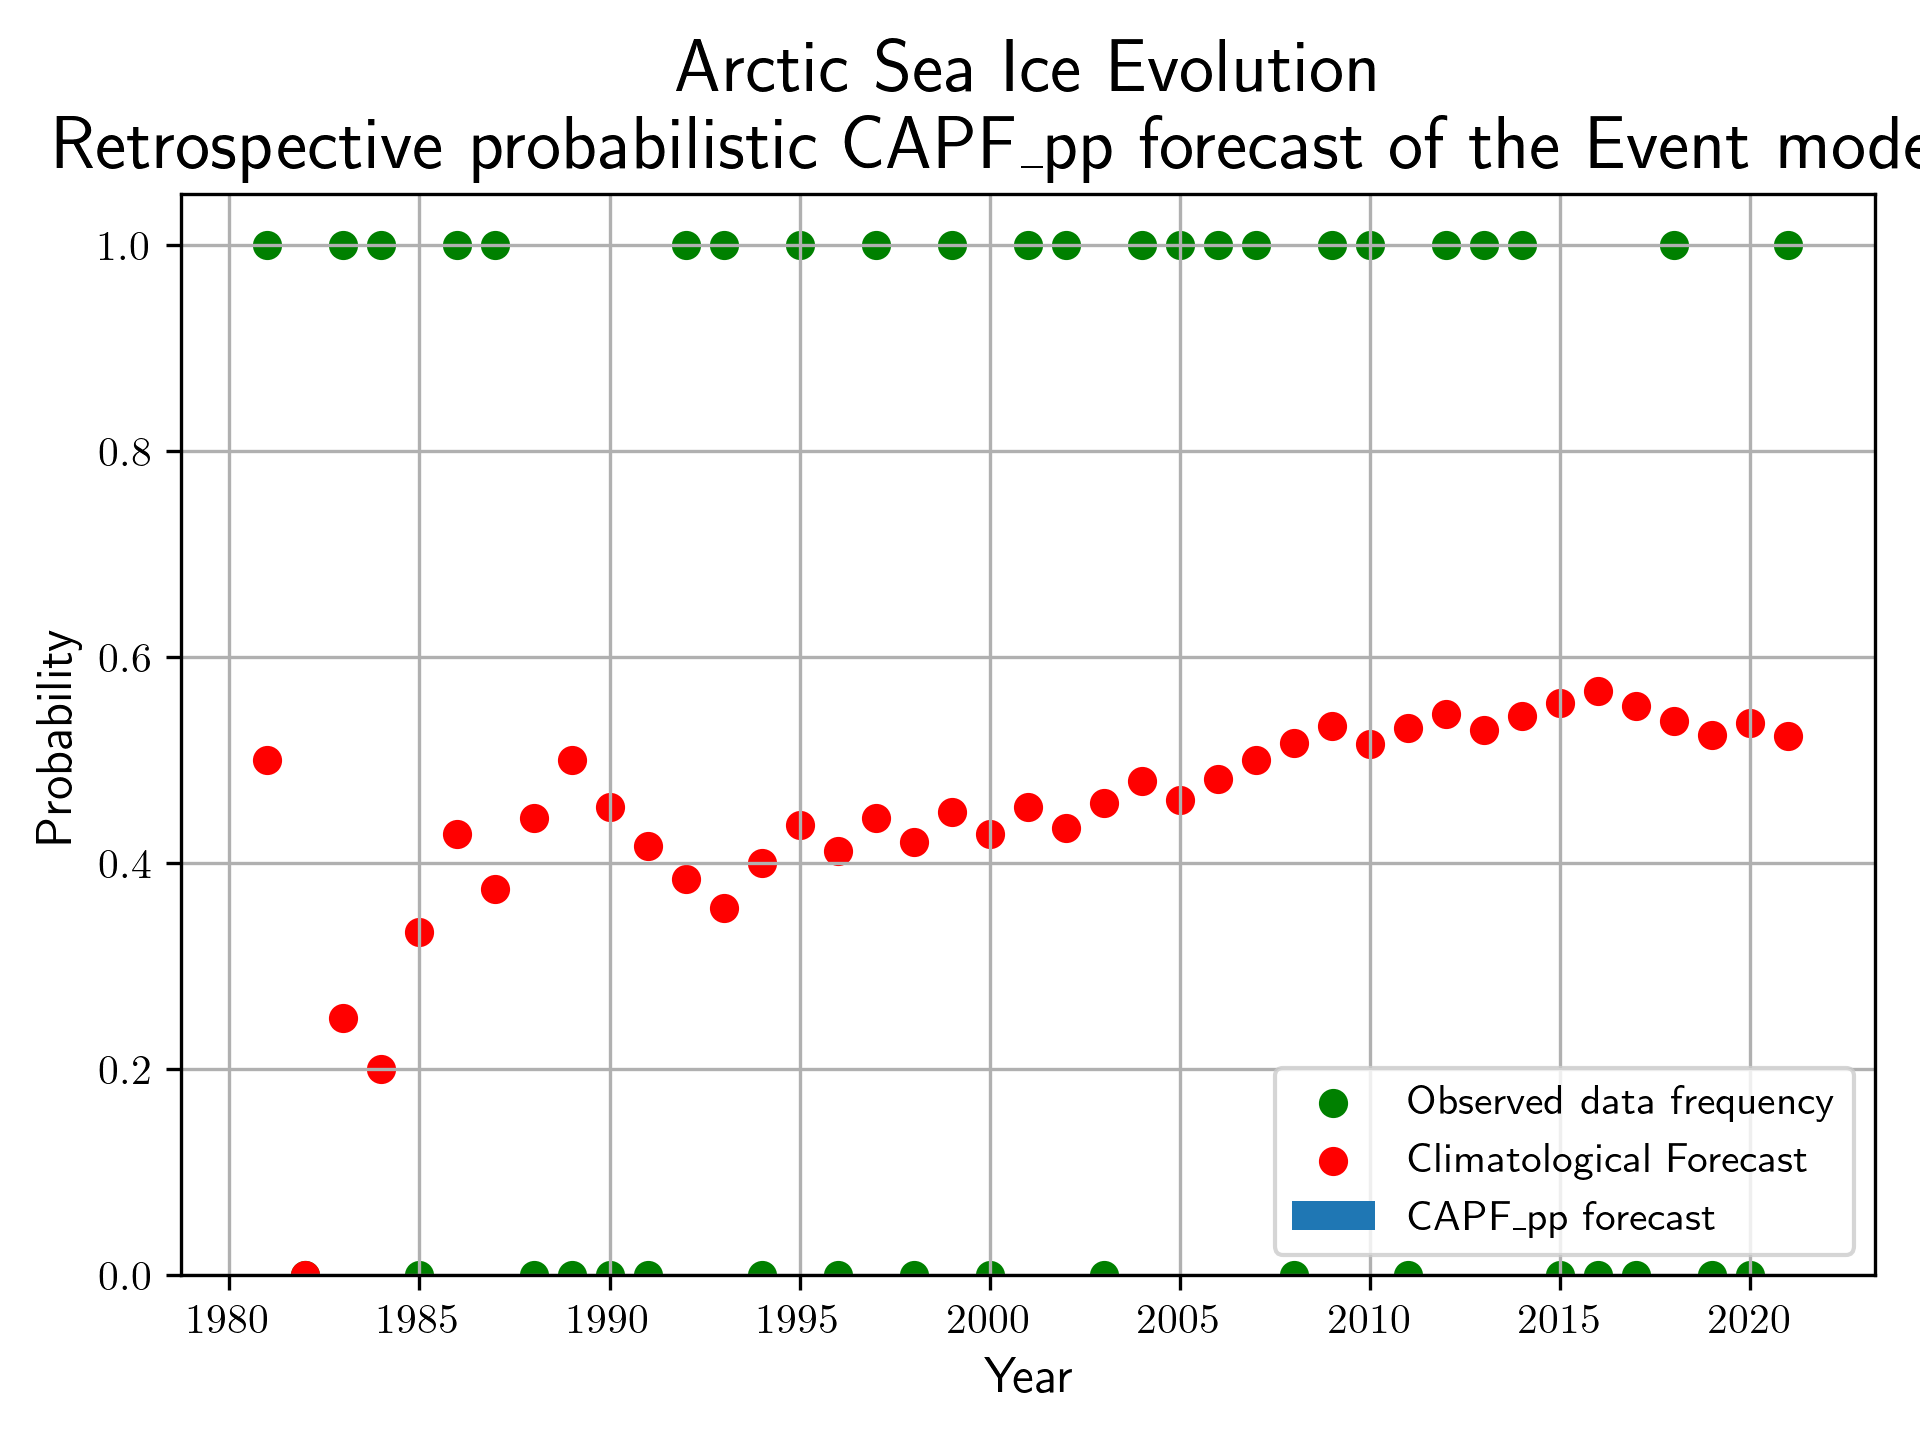 Arctic Sea Ice Evolution
Retrospective probabilistic CAPF_pp forecast of the Event mode
1.0
0.8
0.6
0.4
0.2
0.0
Probability
Observed data frequency
Climatological Forecast
CAPF_pp forecast
1980 1985 1990 1995 2000 2005 2010 2015 2020
Year